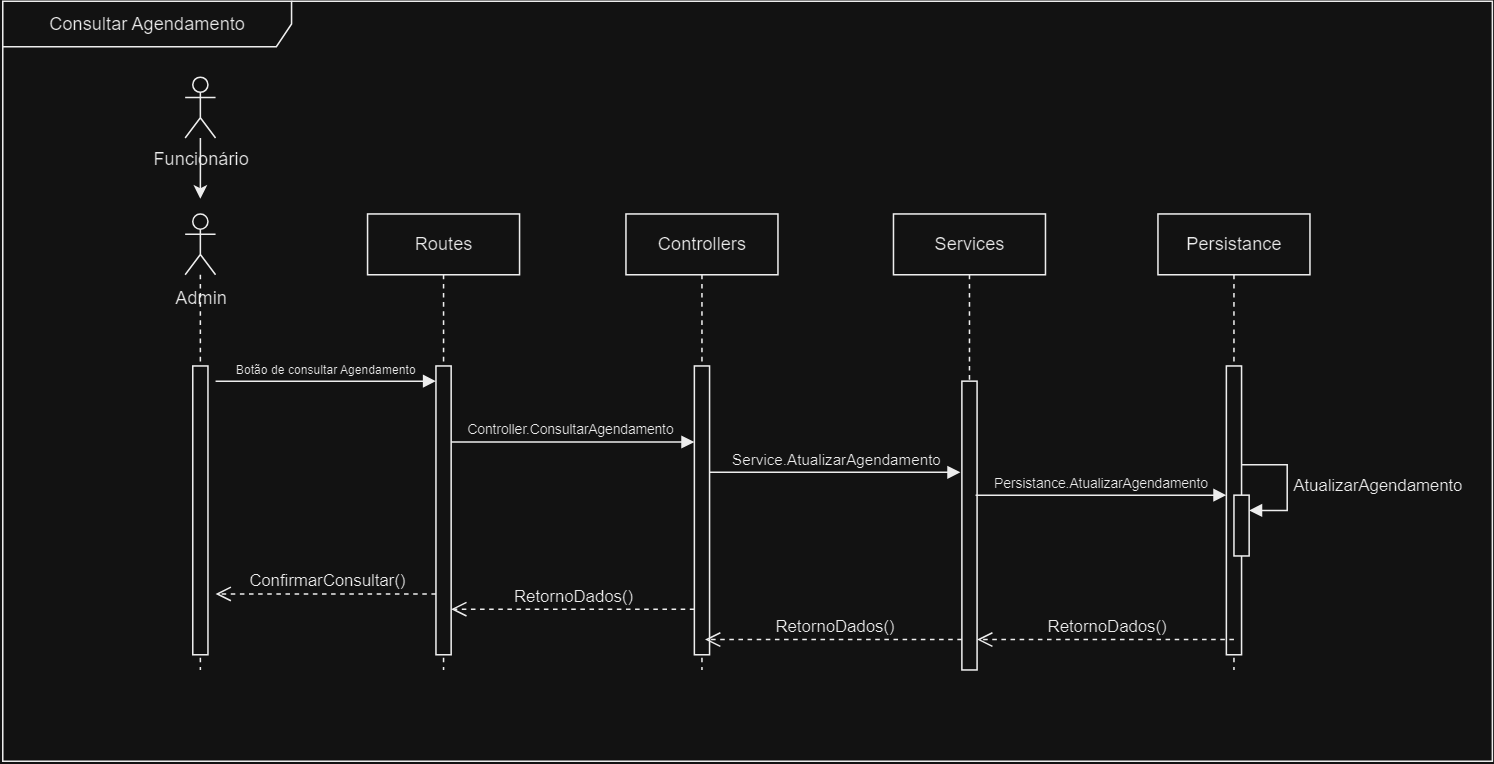 Consultar Agendamento
Funcionário
Admin
Routes
Controllers
Services
Persistance
Botão de consultar Agendamento
Controller.ConsultarAgendamento
Service.AtualizarAgendamento
Persistance.AtualizarAgendamento
AtualizarAgendamento
ConfirmarConsultar()
RetornoDados()
RetornoDados()
RetornoDados()